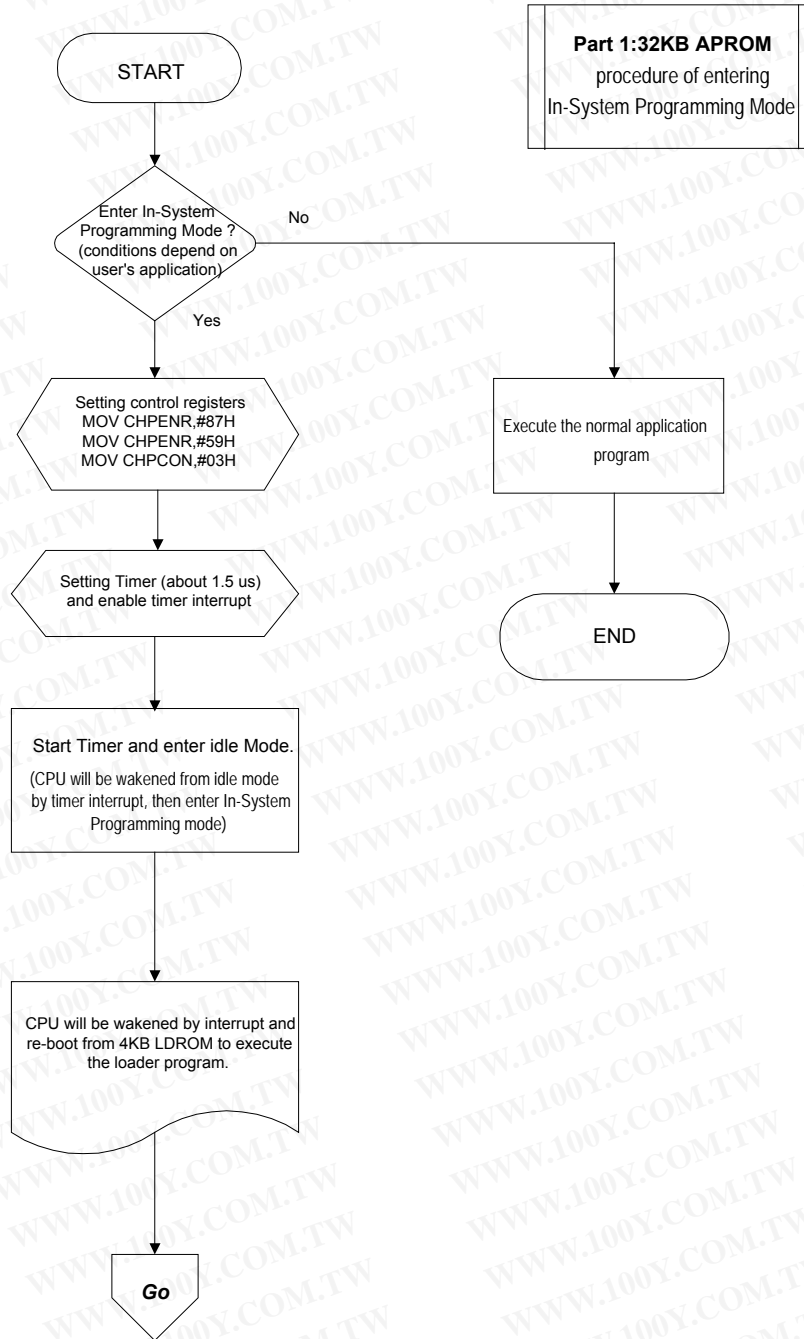 Part 1:32KB APROM
procedure of entering
In-System Programming Mode
START
Enter In-System
Programming Mode ?
(conditions depend on
user's application)
No
Yes
Setting control registers
MOV CHPENR,#87H
MOV CHPENR,#59H
MOV CHPCON,#03H
Execute the normal application
program
Setting Timer (about 1.5 us)
and enable timer interrupt
END
Start Timer and enter idle Mode.
(CPU will be wakened from idle mode
by timer interrupt, then enter In-System
Programming mode)
CPU will be wakened by interrupt and
re-boot from 4KB LDROM to execute
the loader program.
Go
WWW.100Y.COM.TW